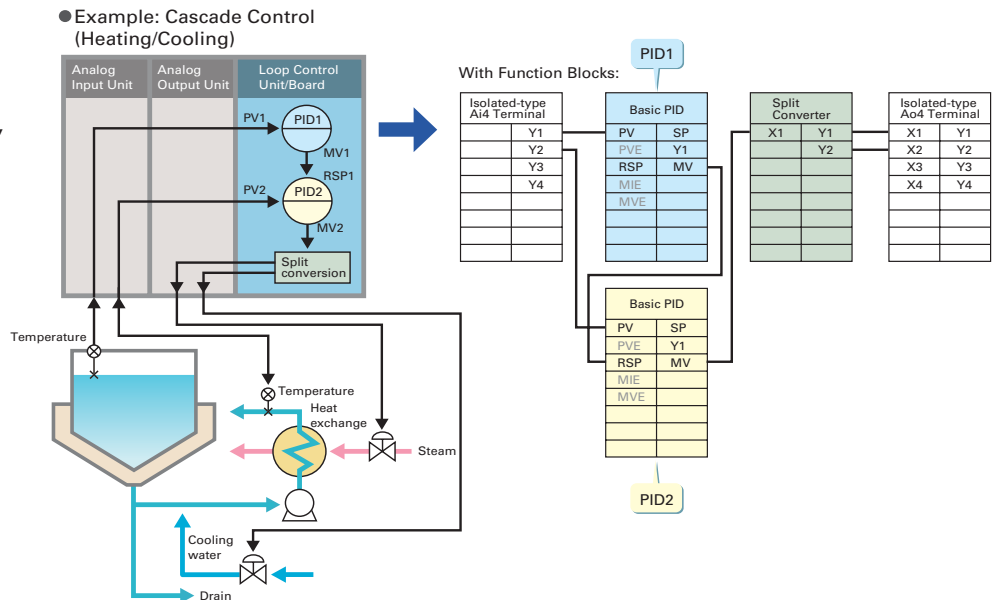 ●Example: Cascade Control
(Heating/Cooling)
Analog
Input Unit
Analog
Output Unit
Loop Control
Unit/Board
PV1
PID1
MV1
RSP1
PV2
PID2
MV2
Split
conversion
Temperature
Temperature
Heat
exchange
Steam
Cooling
water
Drain
With Function Blocks:
PID1
Isolated-type
Ai4 Terminal
Y1
Y2
Y3
Y4
Basic PID
PV SP
PVE Y1
RSP MV
MIE
MVE
Split
Converter
X1 Y1
Y2
Isolated-type
Ao4 Terminal
X1 Y1
X2 Y2
X3 Y3
X4 Y4
Basic PID
PV SP
PVE Y1
RSP MV
MIE
MVE
PID2